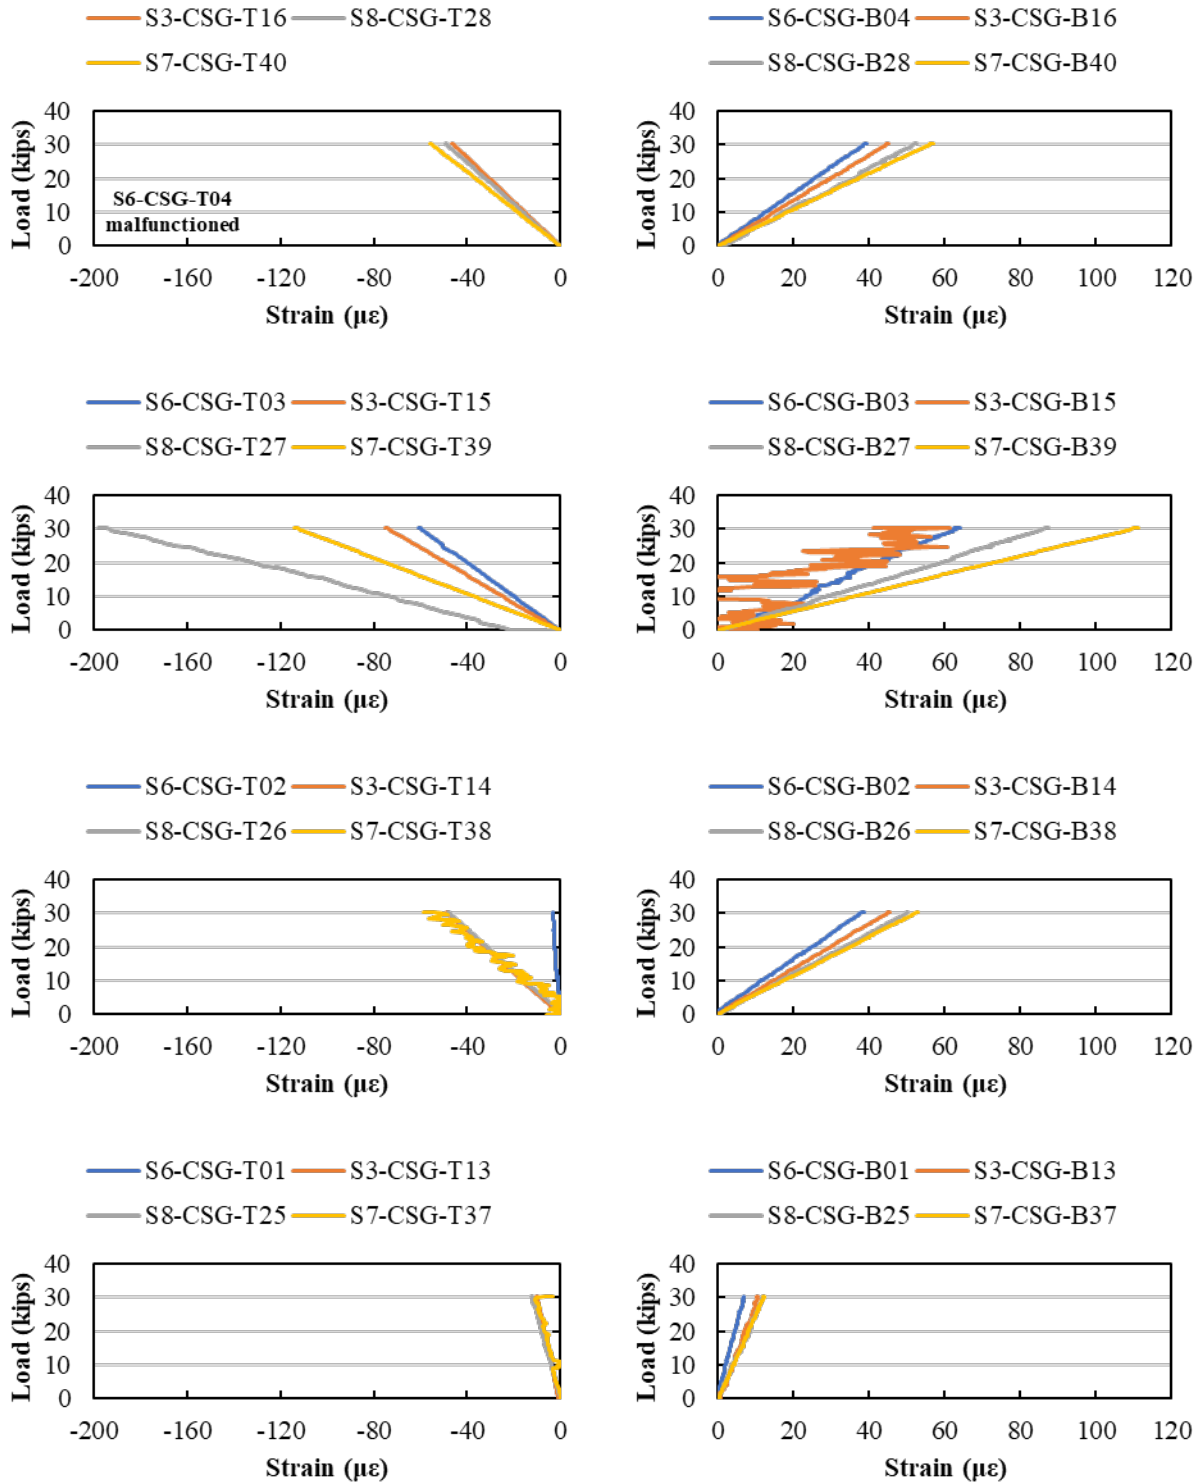 S3-CSG-T16 S8-CSG-T28
S7-CSG-T40
Load (kips)
40
30
20
10
0
S6-CSG-T04
malfunctioned
-200 -160 -120 -80 -40 0
Strain (με)
S6-CSG-B04 S3-CSG-B16
S8-CSG-B28 S7-CSG-B40
Load (kips)
40
30
20
10
0
0 20 40 60 80 100 120
Strain (με)
S6-CSG-T03 S3-CSG-T15
S8-CSG-T27 S7-CSG-T39
Load (kips)
40
30
20
10
0
-200 -160 -120 -80 -40 0
Strain (με)
S6-CSG-B03 S3-CSG-B15
S8-CSG-B27 S7-CSG-B39
Load (kips)
40
30
20
10
0
0 20 40 60 80 100 120
Strain (με)
S6-CSG-T02 S3-CSG-T14
S8-CSG-T26 S7-CSG-T38
Load (kips)
40
30
20
10
0
-200 -160 -120 -80 -40 0
Strain (με)
S6-CSG-B02 S3-CSG-B14
S8-CSG-B26 S7-CSG-B38
Load (kips)
40
30
20
10
0
0 20 40 60 80 100 120
Strain (με)
S6-CSG-T01 S3-CSG-T13
S8-CSG-T25 S7-CSG-T37
Load (kips)
40
30
20
10
0
-200 -160 -120 -80 -40 0
Strain (με)
S6-CSG-B01 S3-CSG-B13
S8-CSG-B25 S7-CSG-B37
Load (kips)
40
30
20
10
0
0 20 40 60 80 100 120
Strain (με)